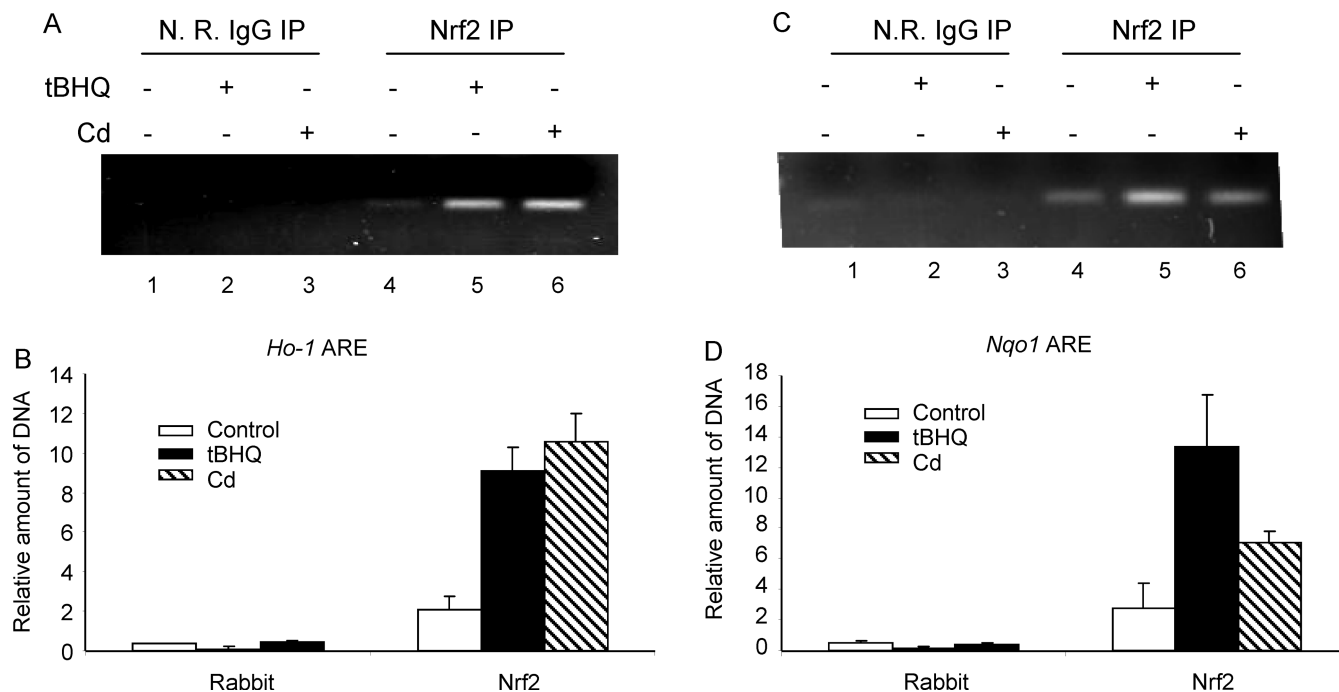 A
N. R. IgG IP Nrf2 IP
tBHQ - + - - + -
Cd - - + - - +
1 2 3 4 5 6
C
N.R. IgG IP Nrf2 IP
- + - - + -
- - + - - +
1 2 3 4 5 6
B
Ho-1 ARE
Relative amount of DNA
14
12
10
8
6
4
2
0
Control
tBHQ
Cd
Rabbit Nrf2
D
Nqo1 ARE
Relative amount of DNA
18
16
14
12
10
8
6
4
2
0
Control
tBHQ
Cd
Rabbit Nrf2